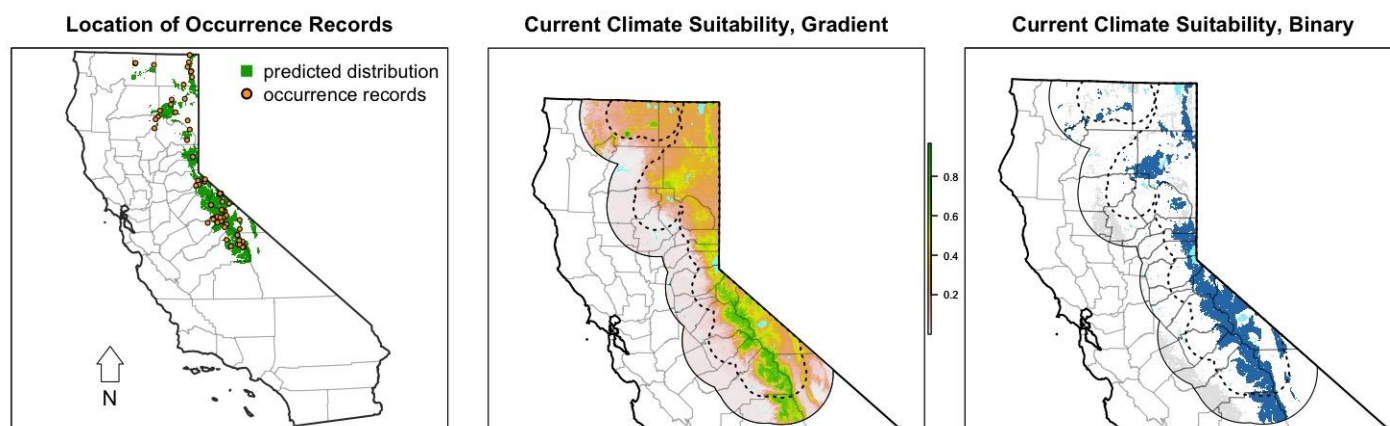 Location of Occurrence Records
predicted distribution
occurrence records
N
Current Climate Suitability, Gradient
0.8
0.6
0.4
0.2
Current Climate Suitability, Binary